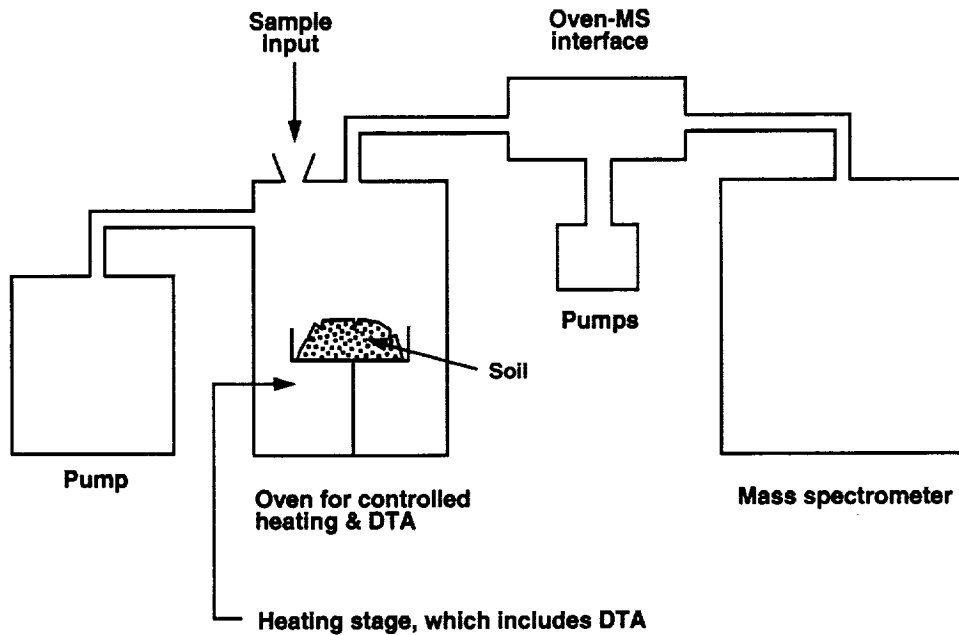 Sample
input
Oven-MS
interface
Pumps
Soil
Pump
Oven for controlled
heating & DTA
Mass spectrometer
Heating stage, which includes DTA